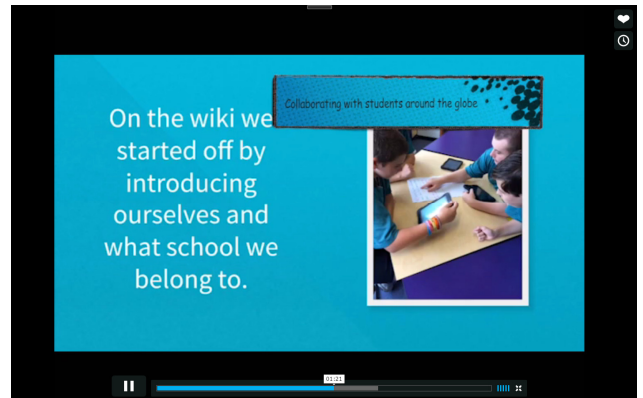 Collaborating with students around the globe
On the wiki we
started off by
introducing
ourselves and
what school we
belong to.
01:21